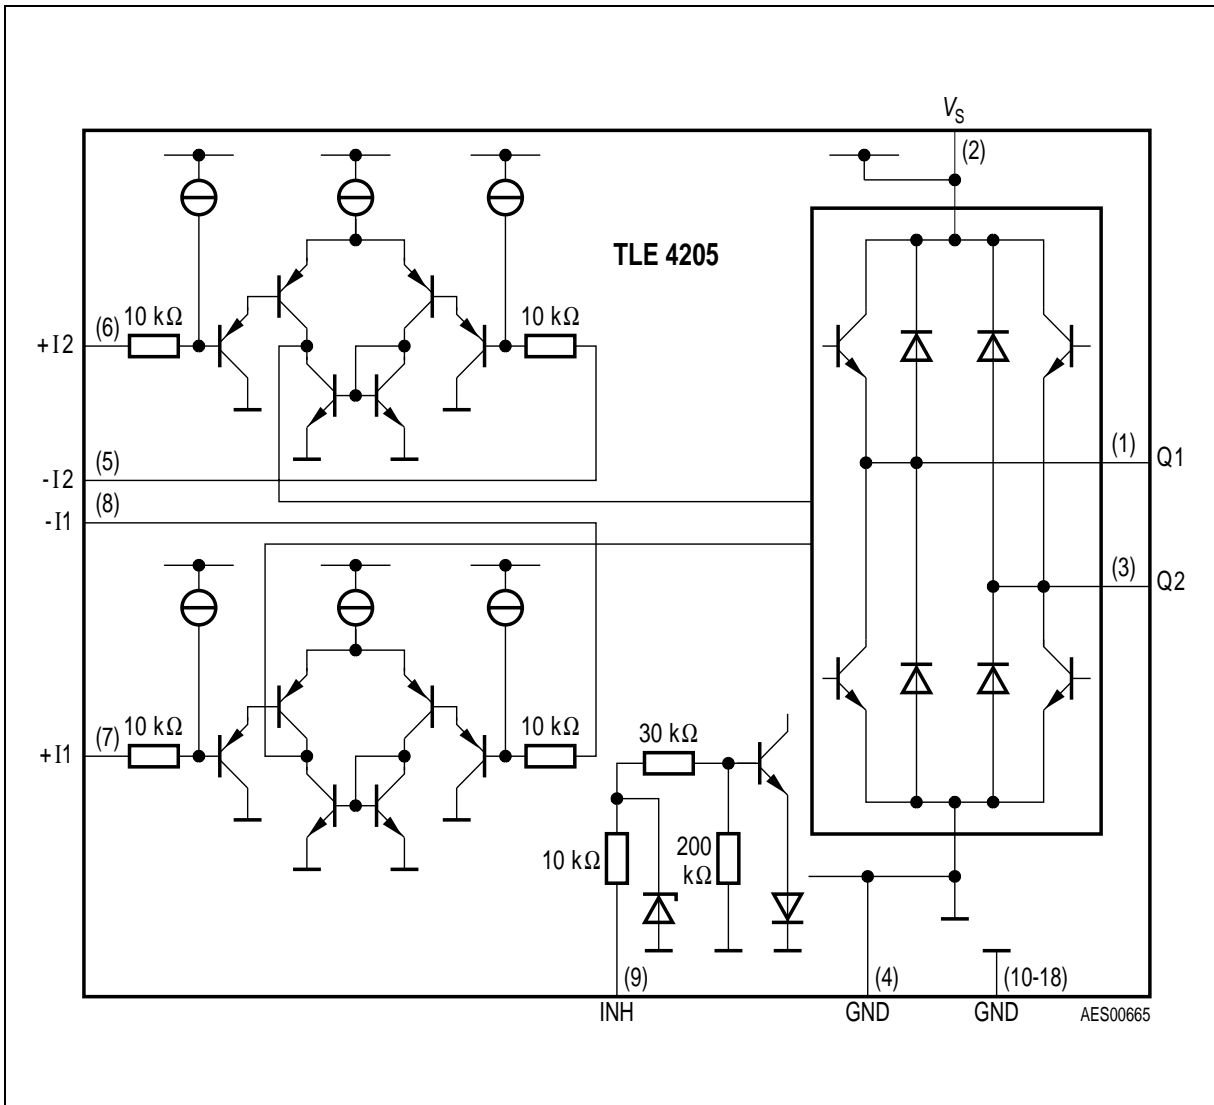 VS
(2)
TLE 4205
+I2
(6)
10 kΩ
10 kΩ
(1)
Q1
(5)
-I2
(8)
-I1
(3)
Q2
+I1
(7)
10 kΩ
10 kΩ
30 kΩ
10 kΩ
200
kΩ
(9)
(4)
(10-18)
INH
GND
GND
AES00665